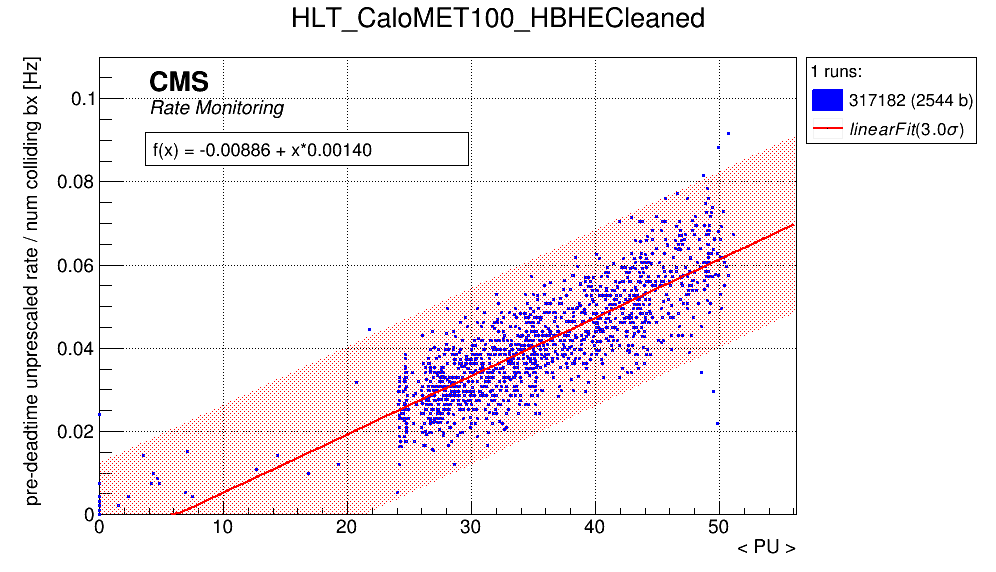 HLT_CaloMET100_HBHECleaned
pre-deadtime unprescaled rate / num colliding bx [Hz]
CMS
Rate Monitoring
f(x) = -0.00886 + x*0.00140
0.1
0.08
0.06
0.04
0.02
0
0 10 20 30 40 50
< PU >
1 runs:
317182 (2544 b)
linearFit(3.0σ)